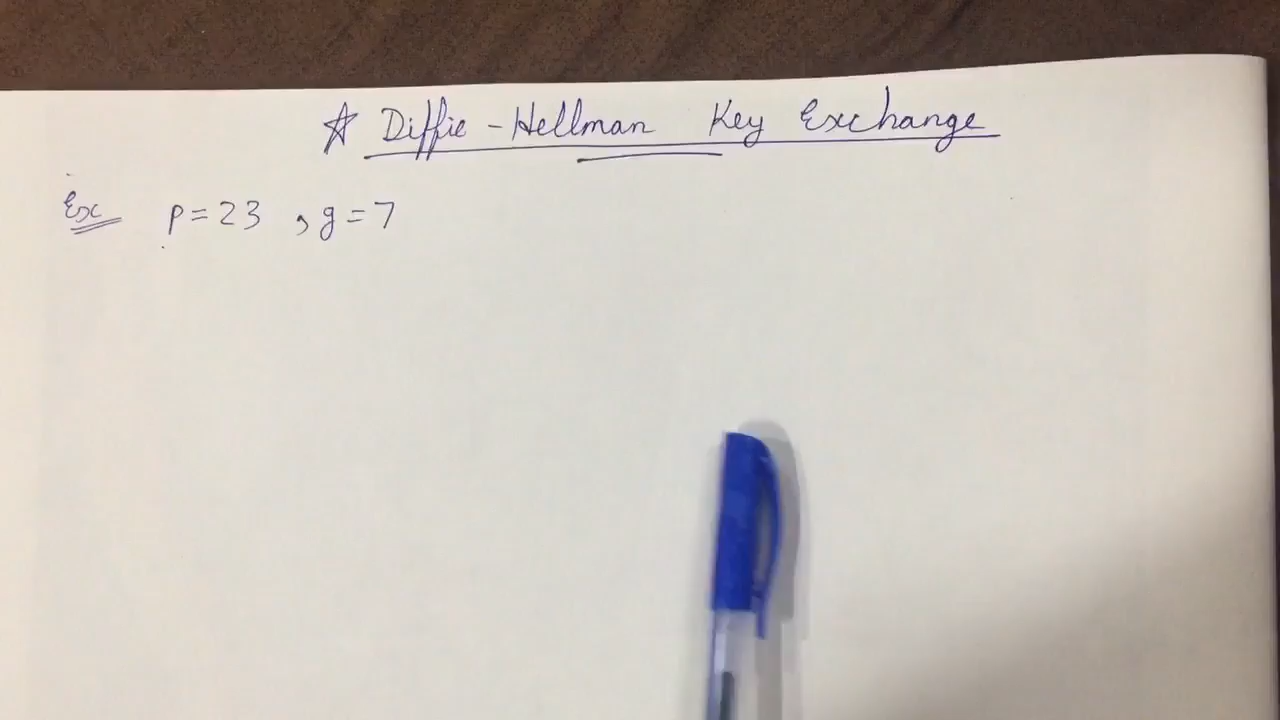 ☆ Diffie-Hellman Key Exchange
Ex p=23 , g=7